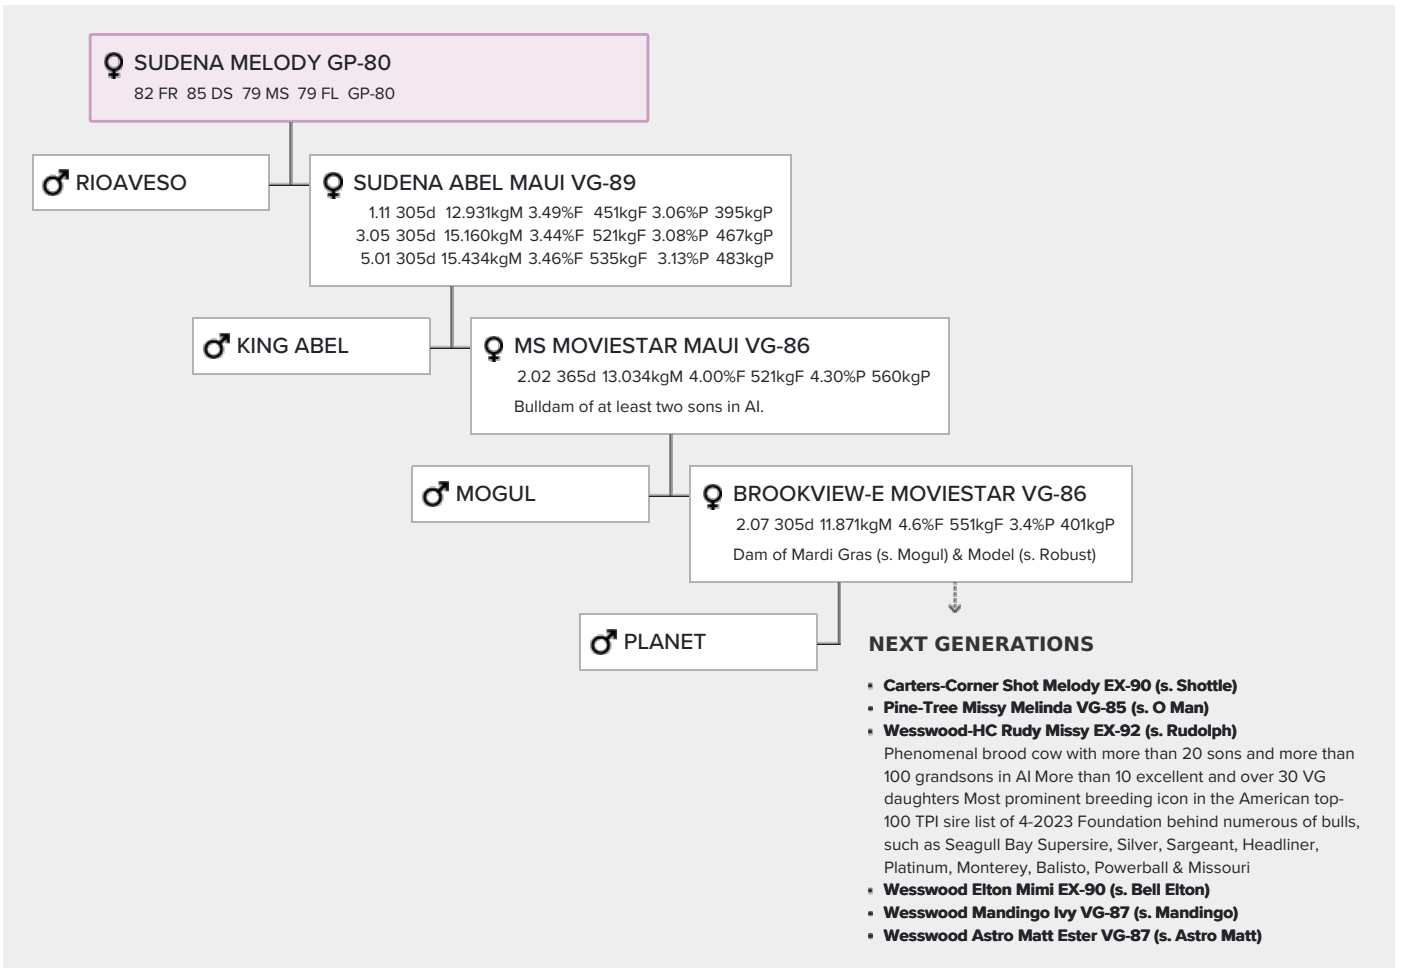 SUDENA MELODY GP-80
82 FR 85 DS 79 MS 79 FL GP-80
RIOAVESO
SUDENA ABEL MAUI VG-89
1.11 305d 12.931kgM 3.49%F 451kgF 3.06%P 395kgP
3.05 305d 15.160kgM 3.44%F 521kgF 3.08%P 467kgP
5.01 305d 15.434kgM 3.46%F 535kgF 3.13%P 483kgP
KING ABEL
MS MOVIESTAR MAUI VG-86
2.02 365d 13.034kgM 4.00%F 521kgF 4.30%P 560kgP
Bulldam of at least two sons in AI.
MOGUL
BROOKVIEW-E MOVIESTAR VG-86
2.07 305d 11.871kgM 4.6%F 551kgF 3.4%P 401kgP
Dam of Mardi Gras (s. Mogul) & Model (s. Robust)
PLANET
NEXT GENERATIONS
Carters-Corner Shot Melody EX-90 (s. Shottle)
Pine-Tree Missy Melinda VG-85 (s. O Man)
Wesswood-HC Rudy Missy EX-92 (s. Rudolph)
Phenomenal brood cow with more than 20 sons and more than
100 grandsons in AI More than 10 excellent and over 30 VG
daughters Most prominent breeding icon in the American top-
100 TPI sire list of 4-2023 Foundation behind numerous of bulls,
such as Seagull Bay Supersire, Silver, Sargeant, Headliner,
Platinum, Monterey, Balisto, Powerball & Missouri
Wesswood Elton Mimi EX-90 (s. Bell Elton)
Wesswood Mandingo Ivy VG-87 (s. Mandingo)
Wesswood Astro Matt Ester VG-87 (s. Astro Matt)